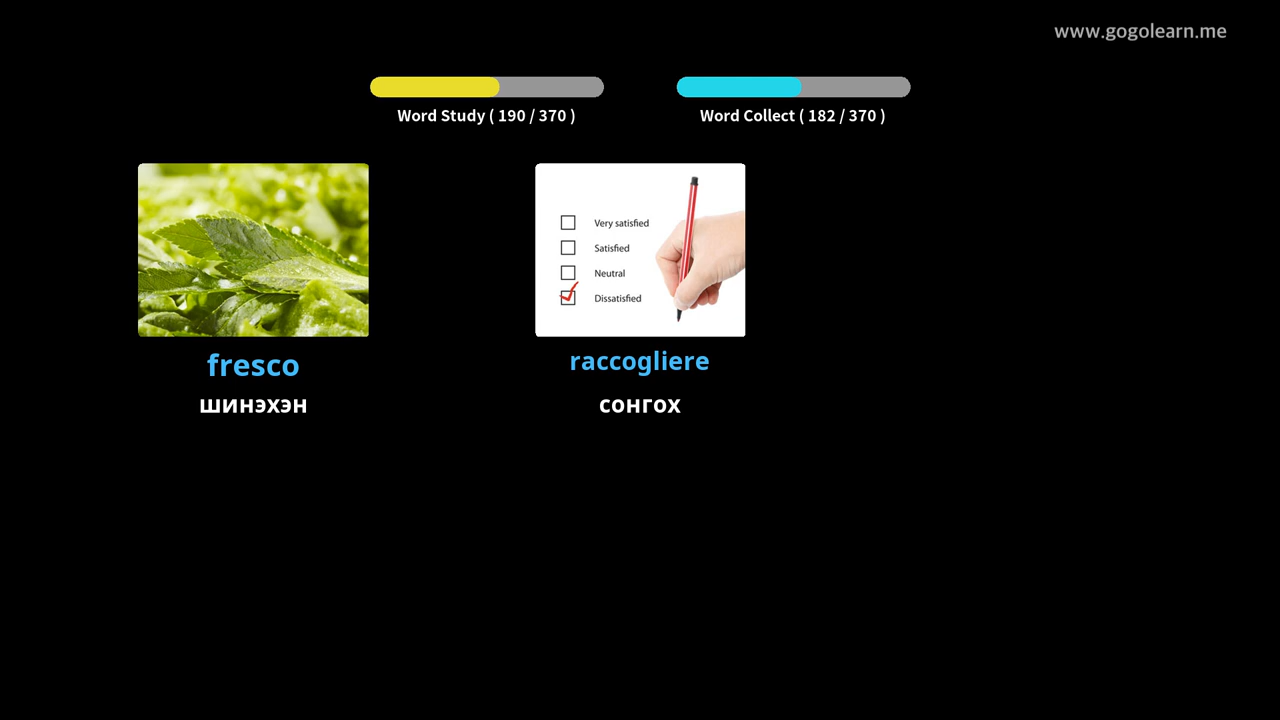 www.gogolearn.me
Word Study ( 190 / 370 )
Word Collect ( 182 / 370 )
Very satisfied
Satisfied
Neutral
Dissatisfied
fresco
raccogliere
шинэхэн
сонгох